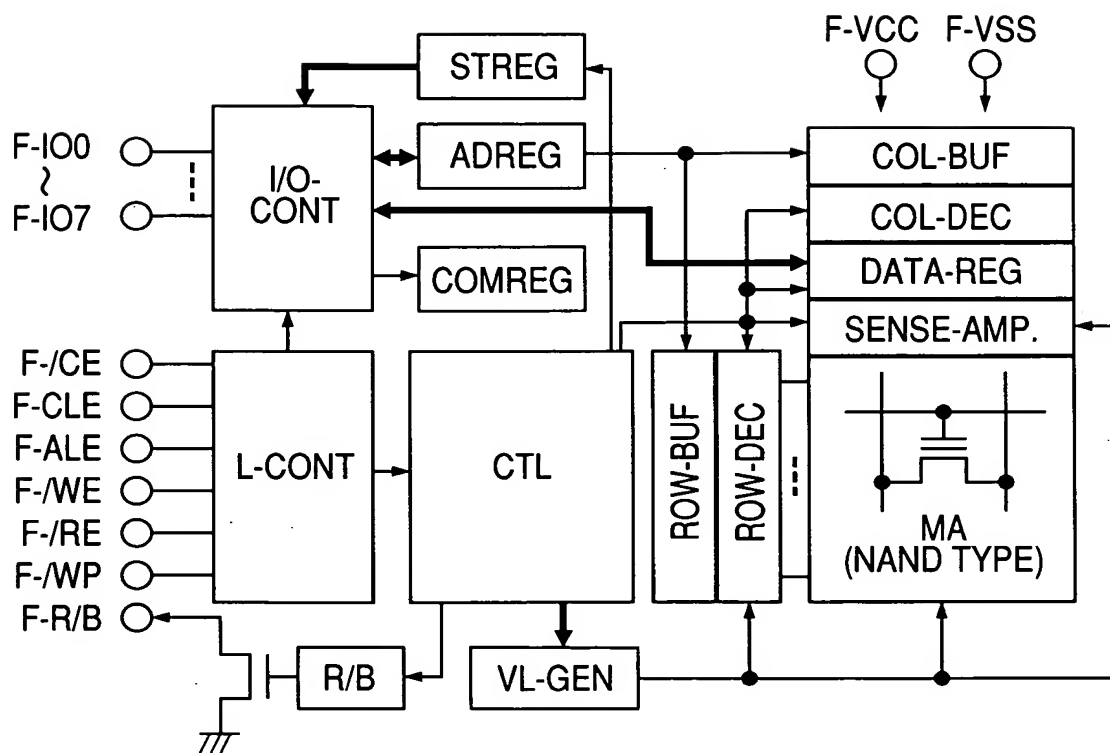 F-VCC F-VSS
STREG
F-IO0
~
F-IO7
I/O-
CONT
ADREG
COMREG
COL-BUF
COL-DEC
DATA-REG
SENSE-AMP.
F-/CE
F-CLE
F-ALE
F-/WE
F-/RE
F-/WP
F-R/B
L-CONT
CTL
ROW-BUF
ROW-DEC
MA
(NAND TYPE)
R/B
VL-GEN